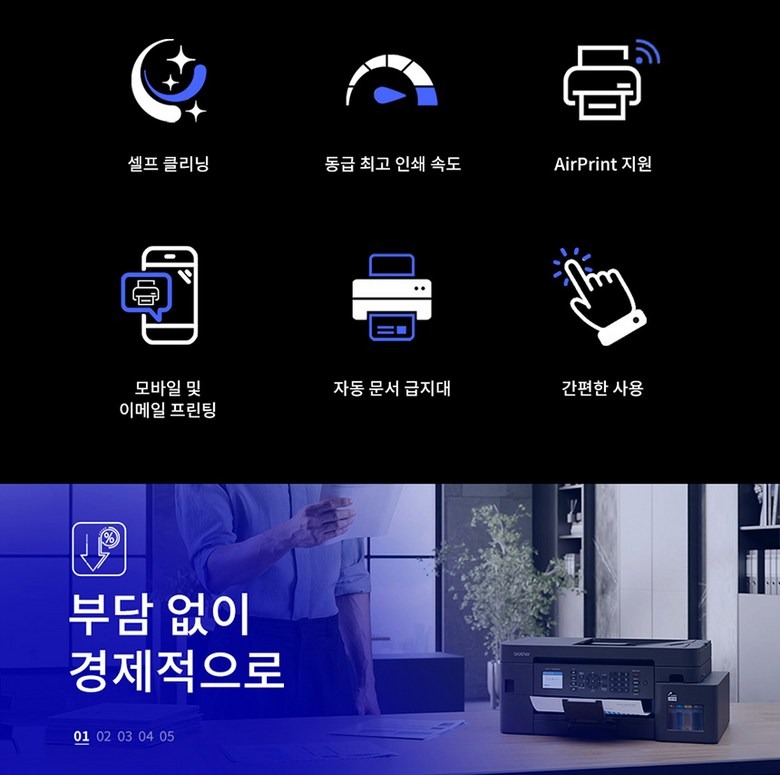 셀프 클리닝
동급 최고 인쇄 속도
AirPrint 지원
모바일 및
이메일 프린팅
자동 문서 급지대
간편한 사용
%
부담 없이
경제적으로
brother
01 02 03 04 05